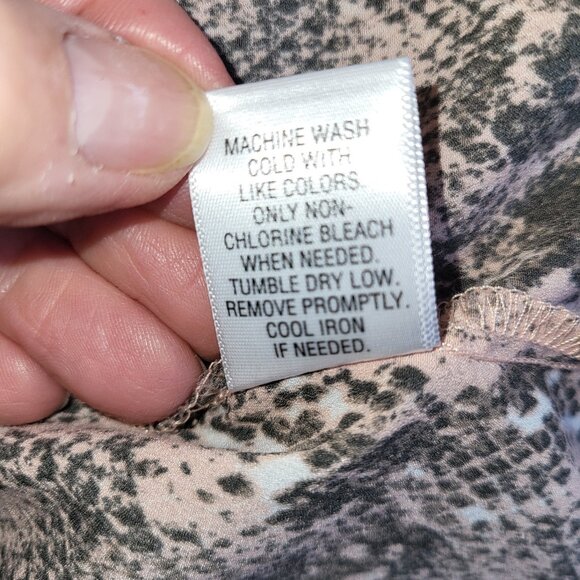 MACHINE WASH
COLD WITH
LIKE COLORS.
ONLY NON-
CHLORINE BLEACH
WHEN NEEDED.
TUMBLE DRY LOW.
REMOVE PROMPTLY.
COOL IRON
IF NEEDED.